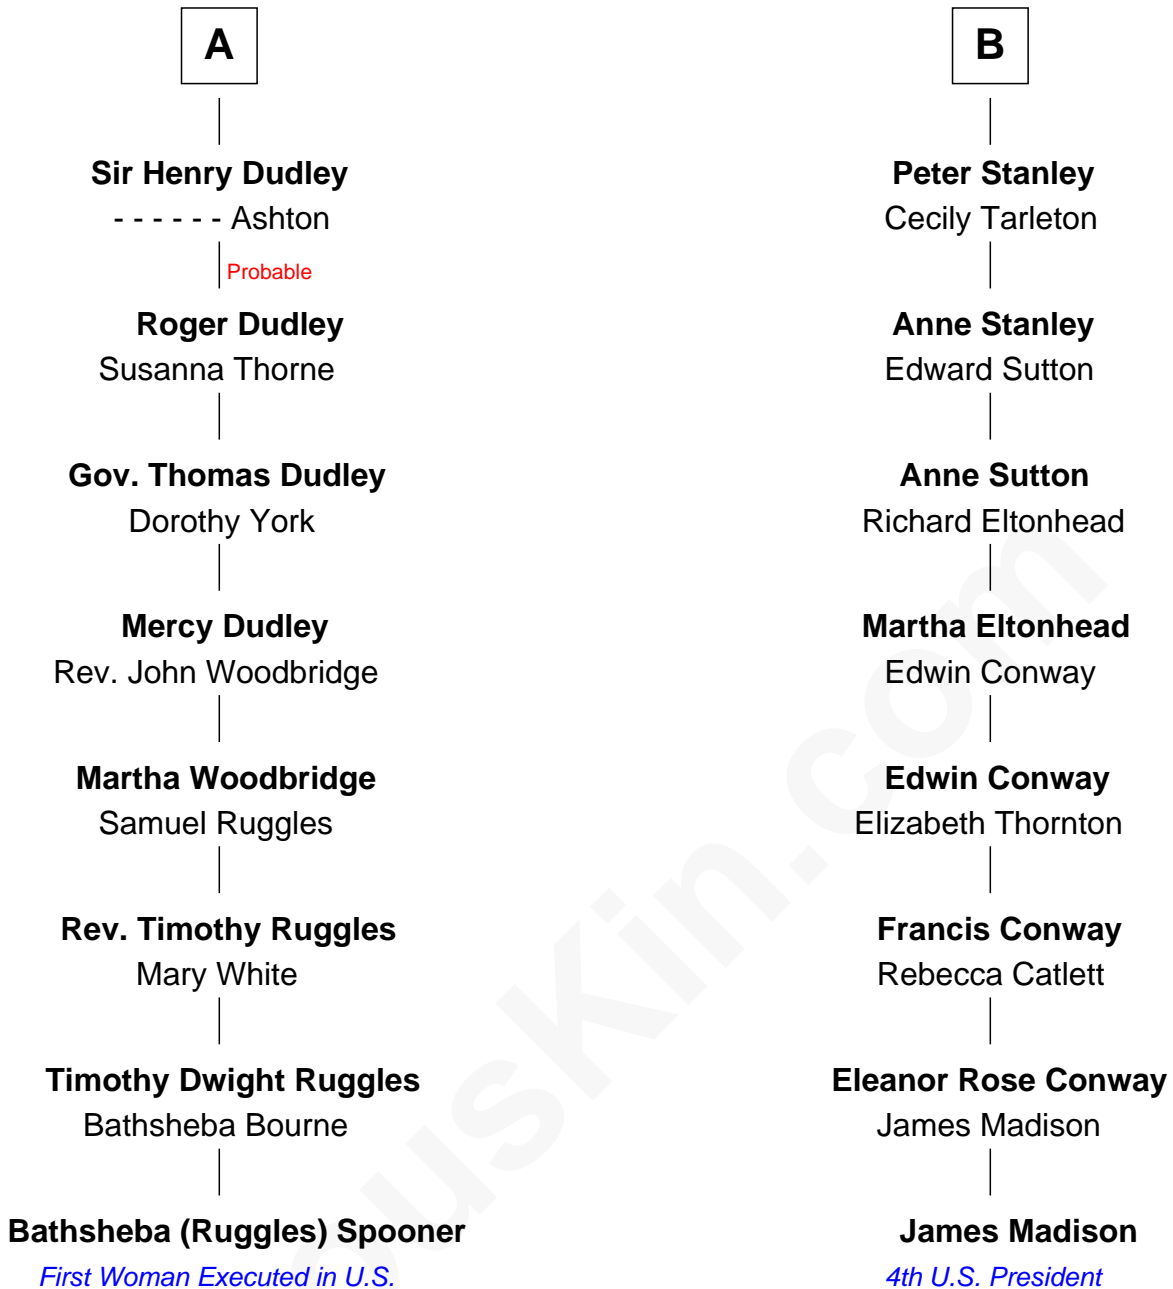 A
Sir Henry Dudley
- - - - - - Ashton
Probable
Roger Dudley
Susanna Thorne
Gov. Thomas Dudley
Dorothy York
Mercy Dudley
Rev. John Woodbridge
Martha Woodbridge
Samuel Ruggles
Rev. Timothy Ruggles
Mary White
Timothy Dwight Ruggles
Bathsheba Bourne
Bathsheba (Ruggles) Spooner
First Woman Executed in U.S.
B
Peter Stanley
Cecily Tarleton
Anne Stanley
Edward Sutton
Anne Sutton
Richard Eltonhead
Martha Eltonhead
Edwin Conway
Edwin Conway
Elizabeth Thornton
Francis Conway
Rebecca Catlett
Eleanor Rose Conway
James Madison
James Madison
4th U.S. President
ousKin.com